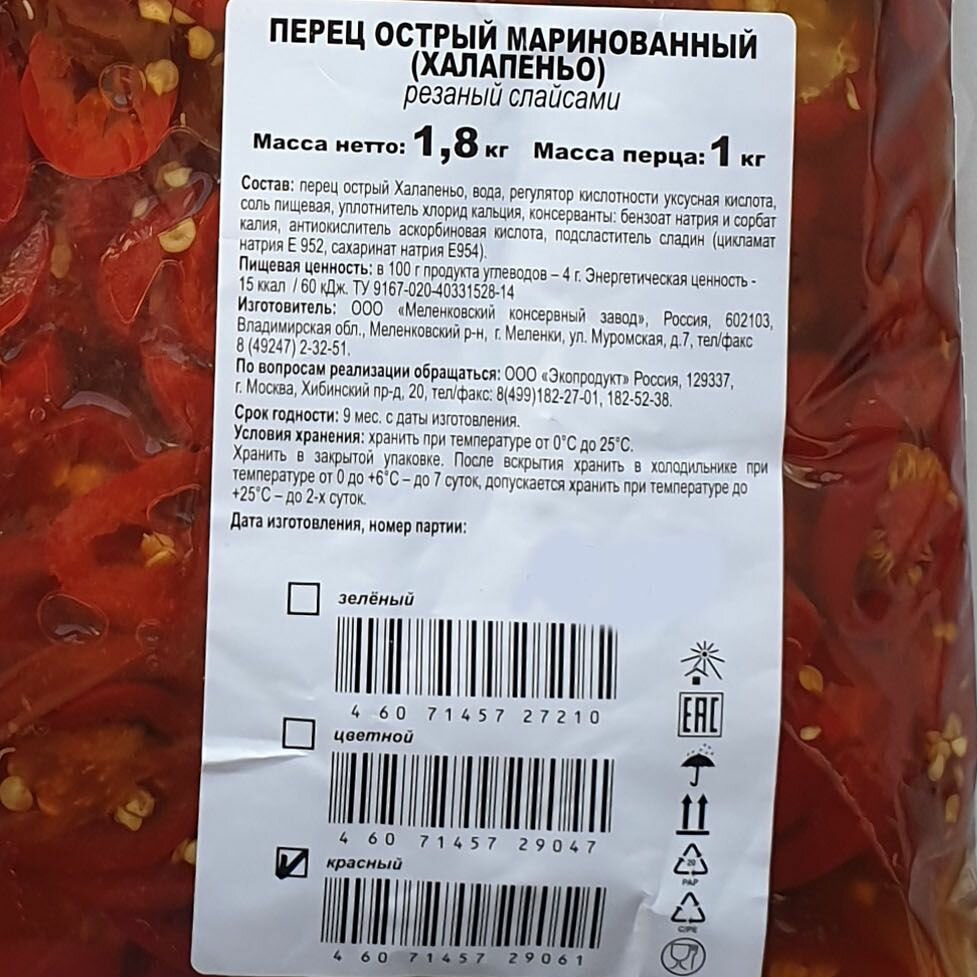 ПЕРЕЦ ОСТРЫЙ МАРИНОВАННЫЙ
(ХАЛАПЕНЬО)
резаный слайсами
Масса нетто: 1,8 кг Масса перца: 1 кг
Состав: перец острый Халапеньо, вода, регулятор кислотности уксусная кислота,
соль пищевая, уплотнитель хлорид кальция, консерванты: бензоат натрия и сорбат
калия, антиокислитель аскорбиновая кислота, подсластитель сладин (цикламат
натрия Е 952, сахаринат натрия Е954).
Пищевая ценность: в 100 г продукта углеводов – 4 г. Энергетическая ценность -
15 ккал / 60 кДж. ТУ 9167-020-40331528-14
Изготовитель: ООО «Меленковский консервный завод», Россия, 602103,
Владимирская обл., Меленковский р-н, г. Меленки, ул. Муромская, д.7, тел/факс
8 (49247) 2-32-51.
По вопросам реализации обращаться: ООО «Экопродукт» Россия, 129337,
г. Москва, Хибинский пр-д, 20, тел/факс: 8(499)182-27-01, 182-52-38.
Срок годности: 9 мес. с даты изготовления.
Условия хранения: хранить при температуре от 0°С до 25°С.
Хранить в закрытой упаковке. После вскрытия хранить в холодильнике при
температуре от 0 до +6°С – до 7 суток, допускается хранить при температуре до
+25°С – до 2-х суток.
Дата изготовления, номер партии:
зелёный
4 60 71457 27210
цветной
4 60 71457 29047
красный
4 60 71457 29061
EAC
20
PAP
C/PE